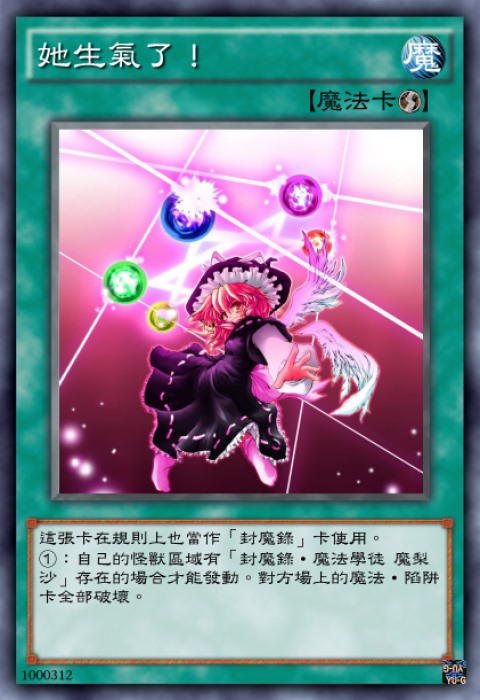 她生氣了！
魔
【魔法卡】
這張卡在規則上也當作「封魔錄」卡使用。
①：自己的怪獸區域有「封魔錄・魔法學徒 魔梨
沙」存在的場合才能發動。對方場上的魔法・陷阱
卡全部破壞。
1000312